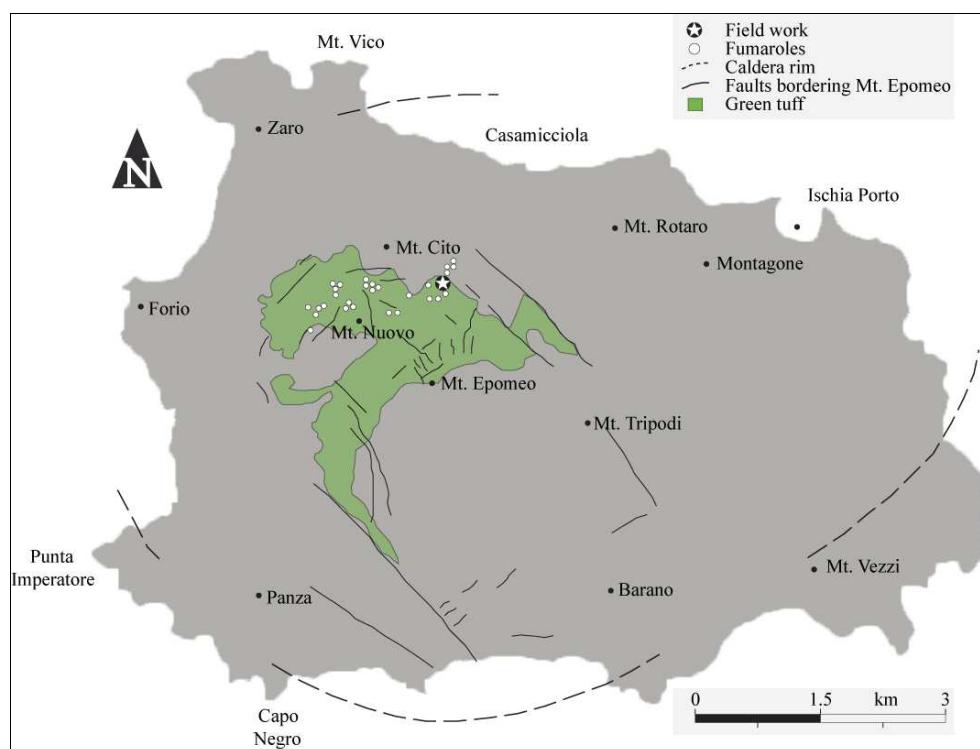 Mt. Vico
Field work
Fumaroles
Caldera rim
Faults bordering Mt. Epomeo
Green tuff
Zaro
Casamicciola
N
Ischia Porto
Mt. Rotaro
Mt. Cito
Montagone
Forio
Mt. Nuovo
Mt. Epomeo
Mt. Tripodi
Punta
Imperatore
Mt. Vezzi
Panza
Barano
Capo
Negro
0 1.5 km 3